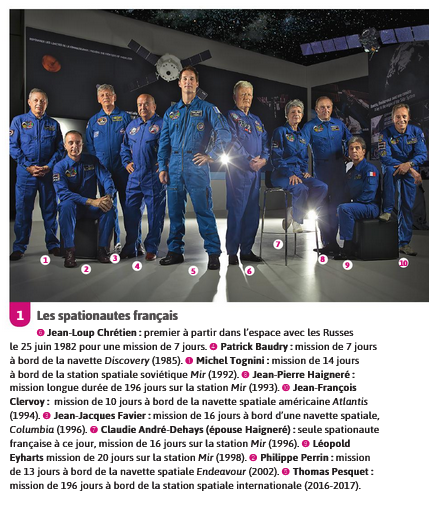 1
2
3
4
5
6
7
8
9
10
1 Les spationautes français
❻ Jean-Loup Chrétien : premier à partir dans l'espace avec les Russes
le 25 juin 1982 pour une mission de 7 jours. ❹ Patrick Baudry : mission de 7 jours
à bord de la navette Discovery (1985). ❶ Michel Tognini : mission de 14 jours
à bord de la station spatiale soviétique Mir (1992). ❽ Jean-Pierre Haigneré :
mission longue durée de 196 jours sur la station Mir (1993). ❿ Jean-François
Clervoy : mission de 10 jours à bord de la navette spatiale américaine Atlantis
(1994). ❸ Jean-Jacques Favier : mission de 16 jours à bord d'une navette spatiale,
Columbia (1996). ❼ Claudie André-Dehays (épouse Haigneré) : seule spationaute
française à ce jour, mission de 16 jours sur la station Mir (1996). ❾ Léopold
Eyharts mission de 20 jours sur la station Mir (1998). ❷ Philippe Perrin : mission
de 13 jours à bord de la navette spatiale Endeavour (2002). ❺ Thomas Pesquet :
mission de 196 jours à bord de la station spatiale internationale (2016-2017).